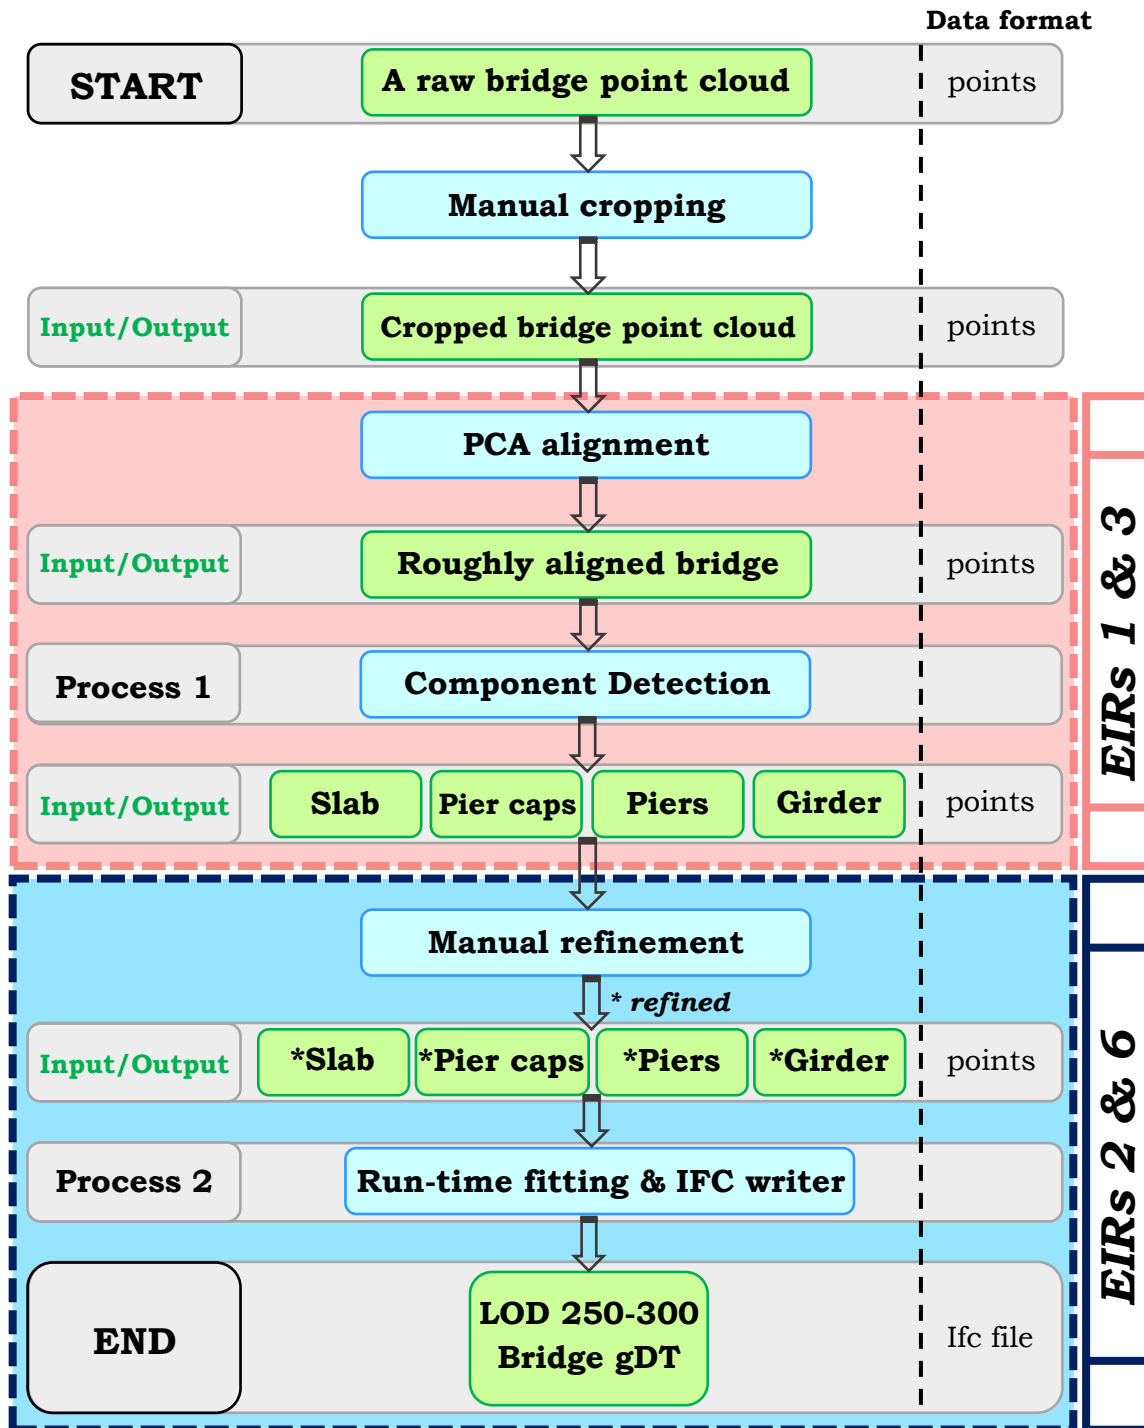 Data format
START
A raw bridge point cloud
points
Manual cropping
Input/Output
Cropped bridge point cloud
points
PCA alignment
Input/Output
Roughly aligned bridge
points
Process 1
Component Detection
Input/Output
Slab
Pier caps
Piers
Girder
points
EIRs 1 & 3
Manual refinement
* refined
Input/Output
*Slab
*Pier caps
*Piers
*Girder
points
Process 2
Run-time fitting & IFC writer
END
LOD 250-300
Bridge gDT
Ifc file
EIRs 2 & 6